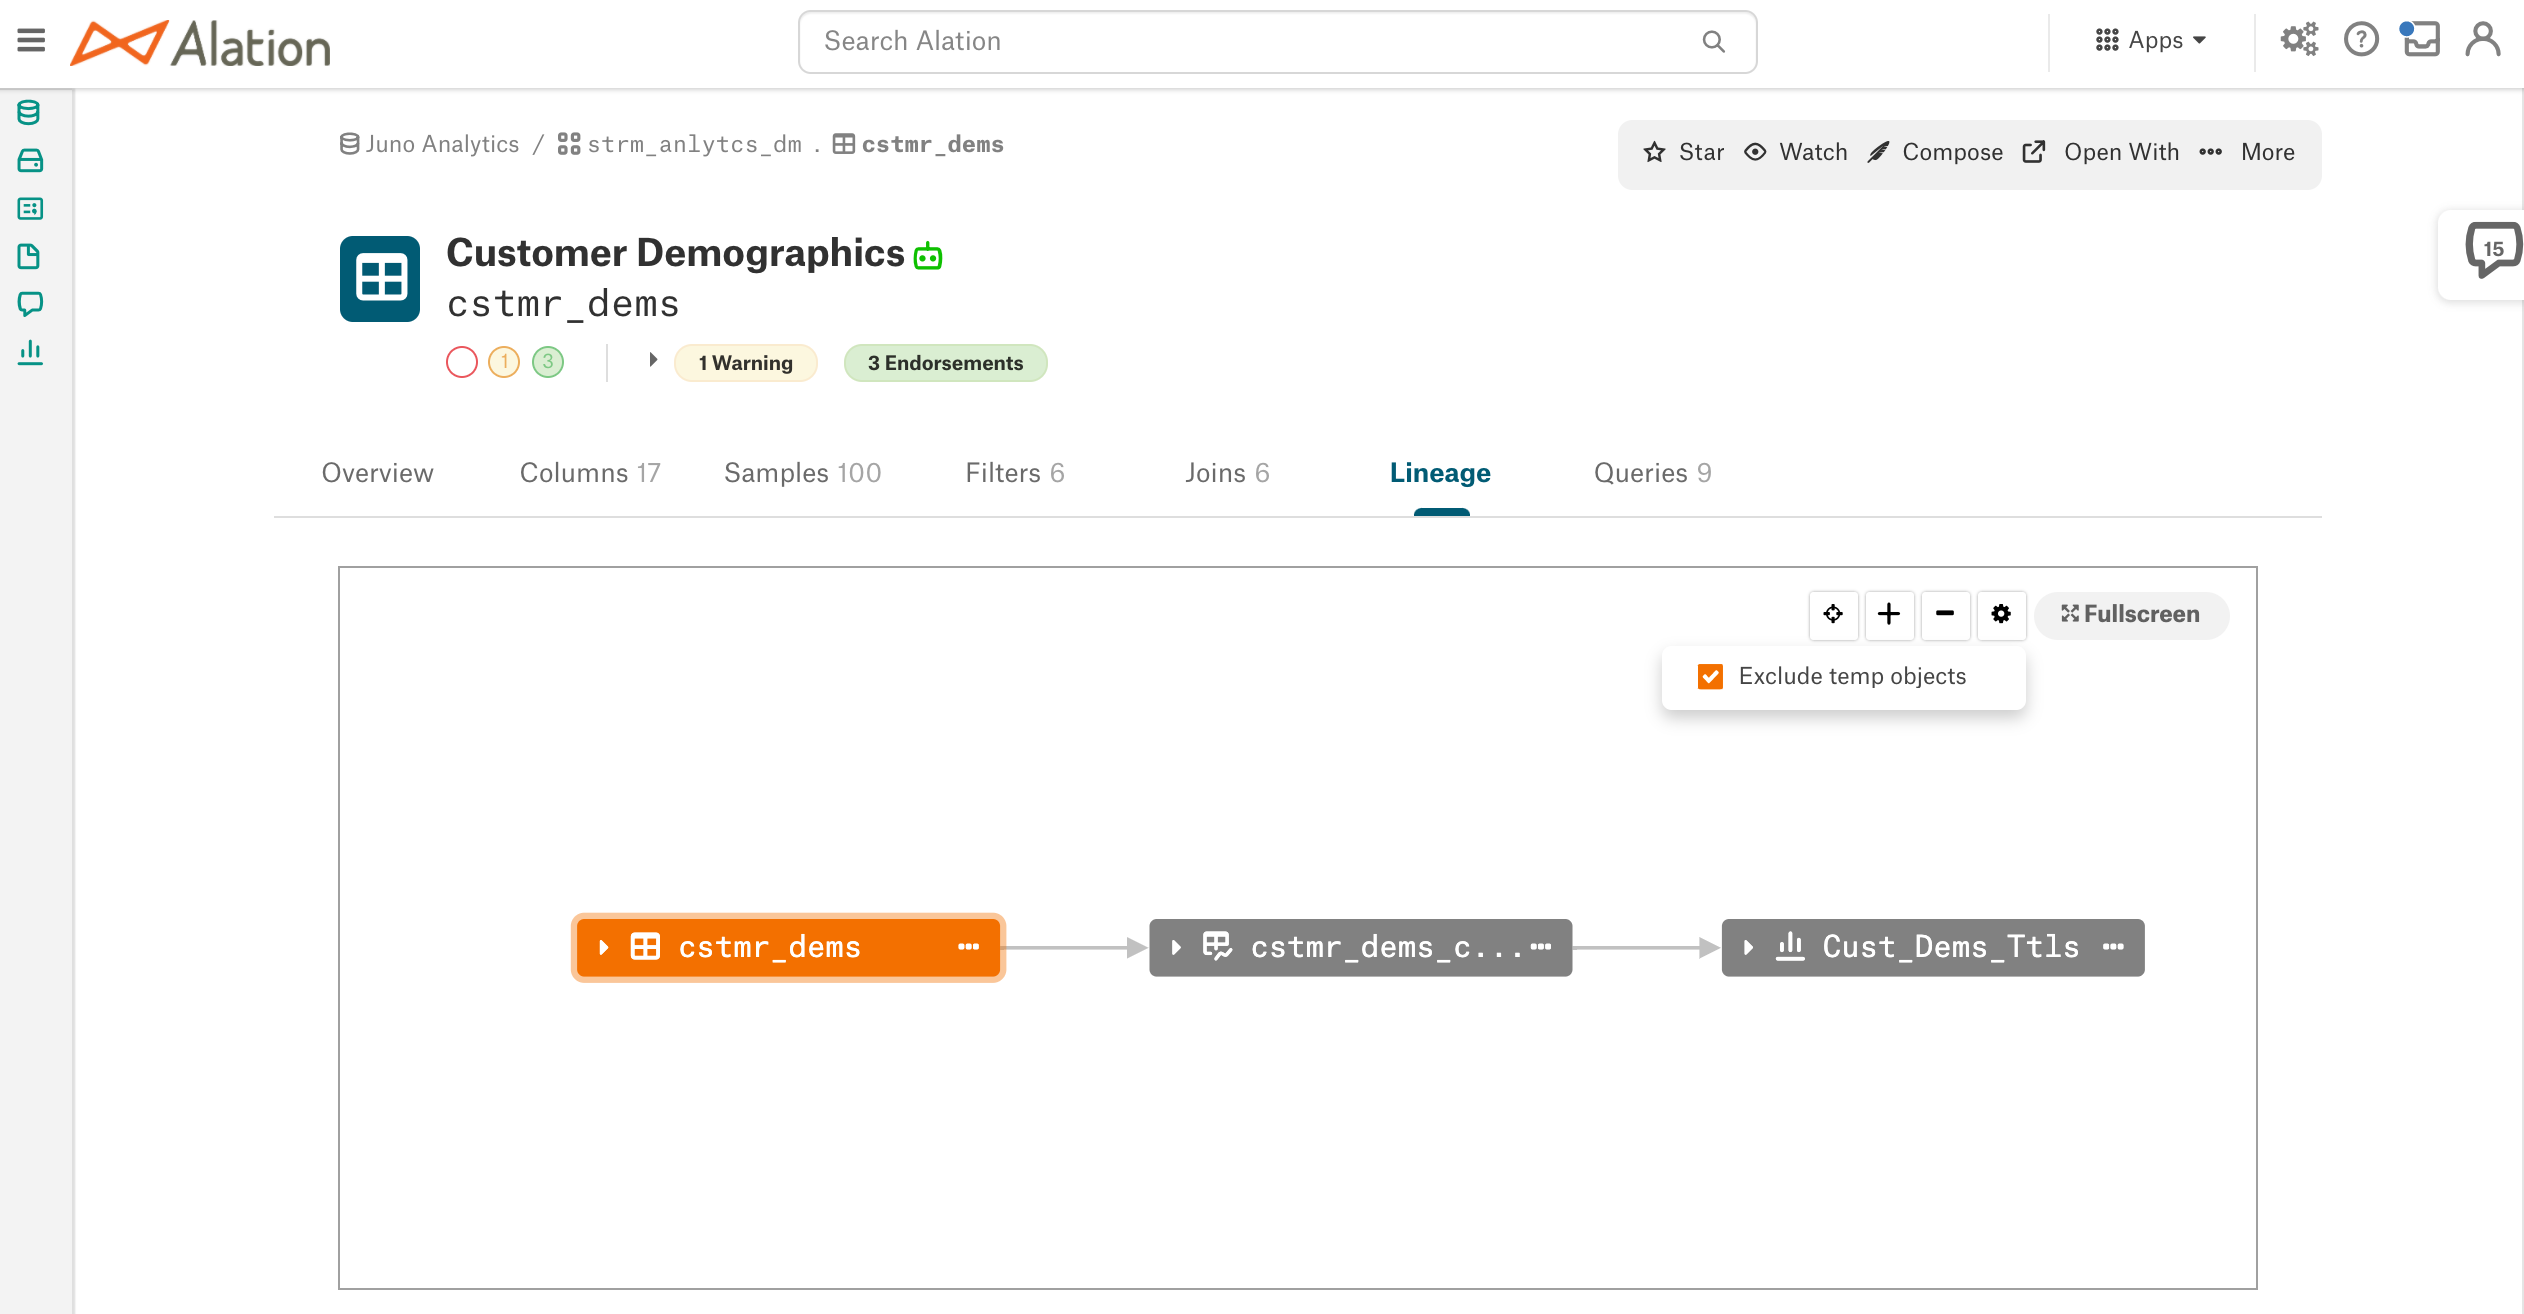 Alation
Search Alation
Apps
Juno Analytics / strm_anlytcs_dm . cstmr_dems
Star Watch Compose Open With More
15
Customer Demographics
cstmr_dems
1 3 1 Warning 3 Endorsements
Overview Columns 17 Samples 100 Filters 6 Joins 6 Lineage Queries 9
Fullscreen
Exclude temp objects
cstmr_dems cstmr_dems_c... Cust_Dems_Ttls